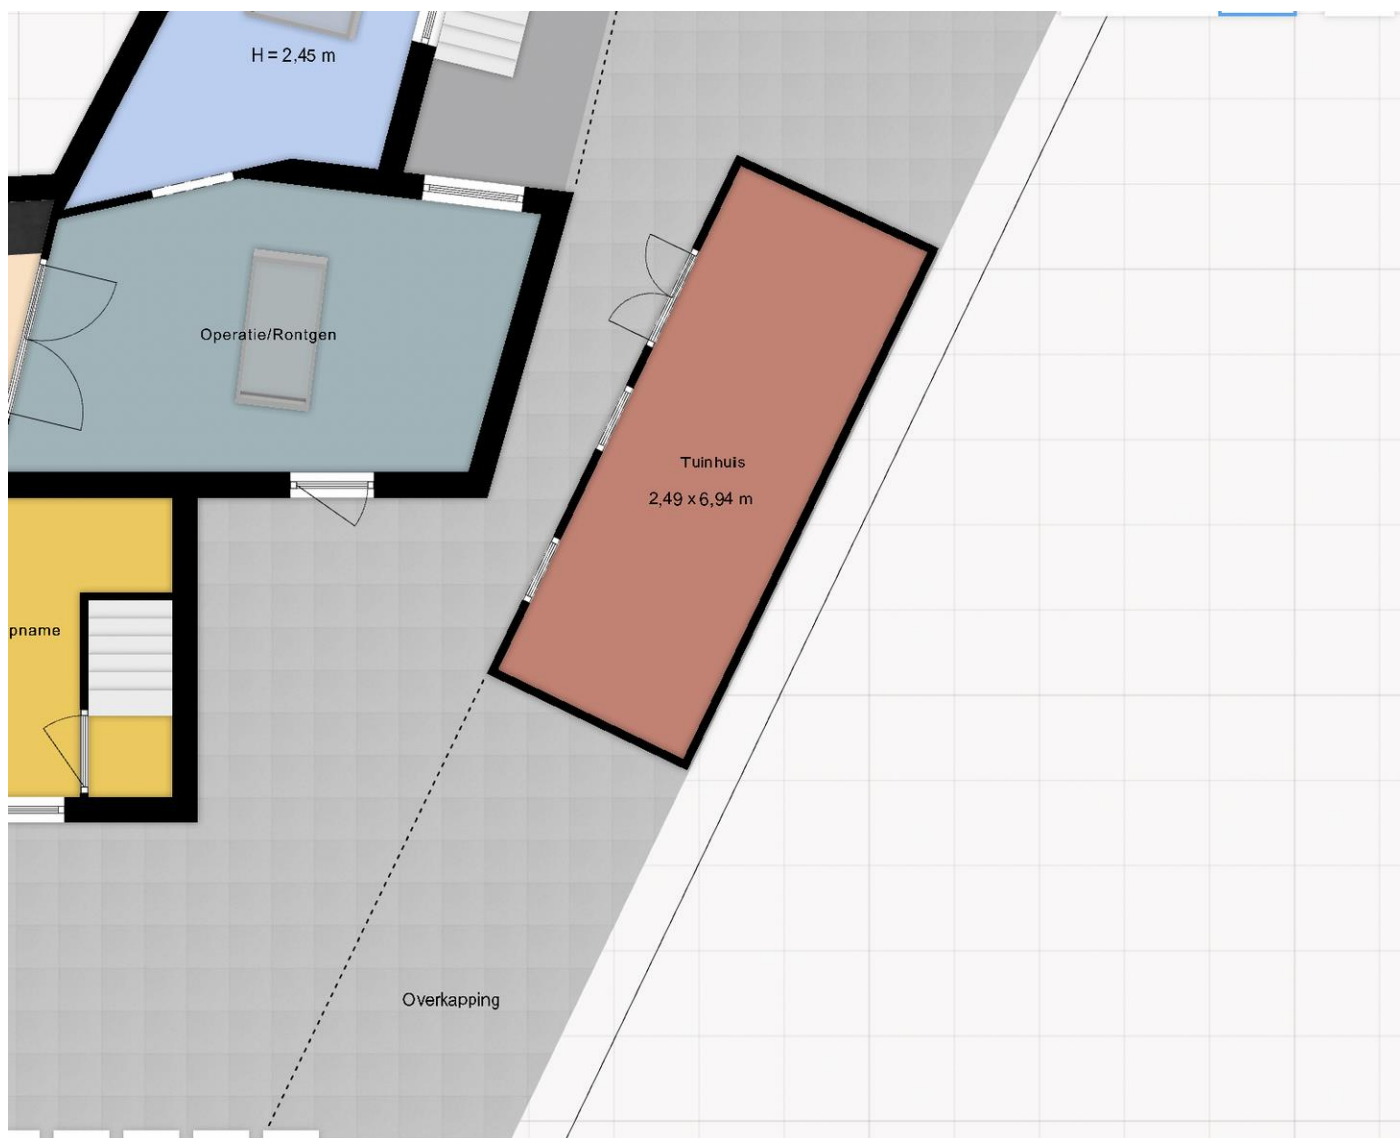 H = 2,45 m
Operatie/Rontgen
Tuinhuis
2,49 x 6,94 m
pname
Overkapping